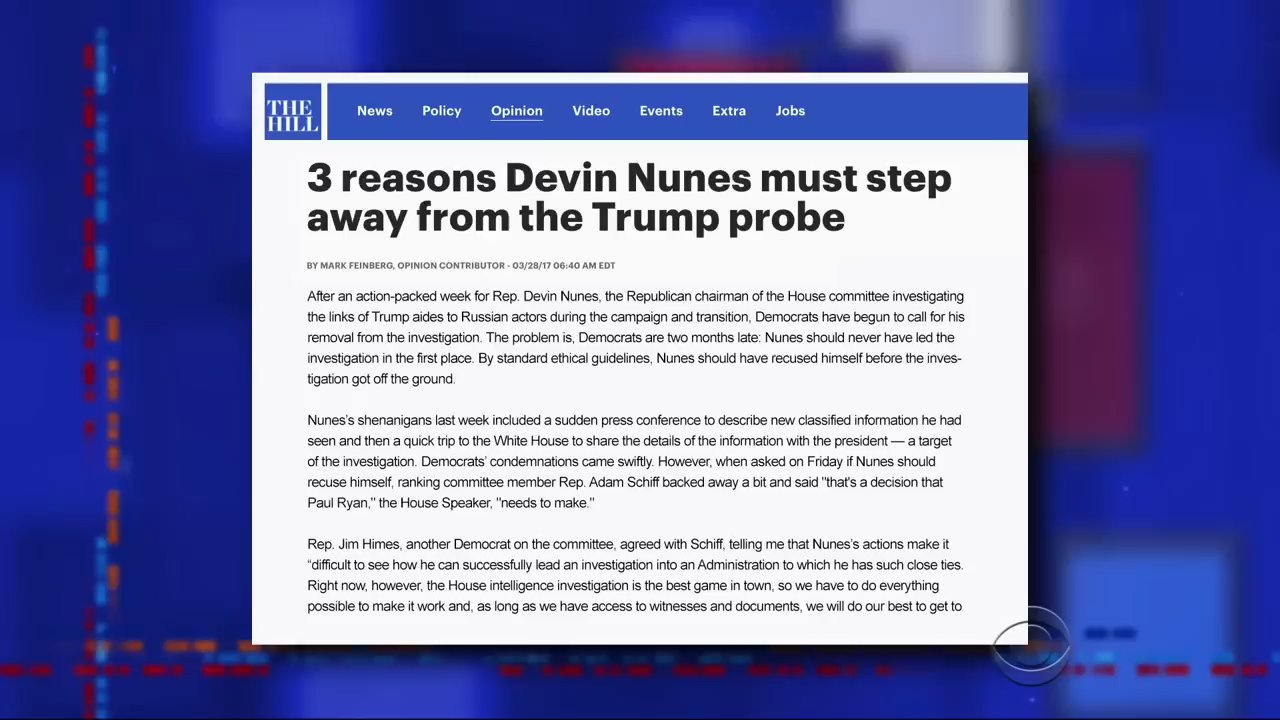 THE
HILL
News Policy Opinion Video Events Extra Jobs
3 reasons Devin Nunes must step
away from the Trump probe
BY MARK FEINBERG, OPINION CONTRIBUTOR - 03/28/17 06:40 AM EDT
After an action-packed week for Rep. Devin Nunes, the Republican chairman of the House committee investigating
the links of Trump aides to Russian actors during the campaign and transition, Democrats have begun to call for his
removal from the investigation. The problem is, Democrats are two months late: Nunes should never have led the
investigation in the first place. By standard ethical guidelines, Nunes should have recused himself before the inves-
tigation got off the ground.
Nunes's shenanigans last week included a sudden press conference to describe new classified information he had
seen and then a quick trip to the White House to share the details of the information with the president — a target
of the investigation. Democrats' condemnations came swiftly. However, when asked on Friday if Nunes should
recuse himself, ranking committee member Rep. Adam Schiff backed away a bit and said "that's a decision that
Paul Ryan," the House Speaker, "needs to make."
Rep. Jim Himes, another Democrat on the committee, agreed with Schiff, telling me that Nunes's actions make it
“difficult to see how he can successfully lead an investigation into an Administration to which he has such close ties.
Right now, however, the House intelligence investigation is the best game in town, so we have to do everything
possible to make it work and, as long as we have access to witnesses and documents, we will do our best to get to